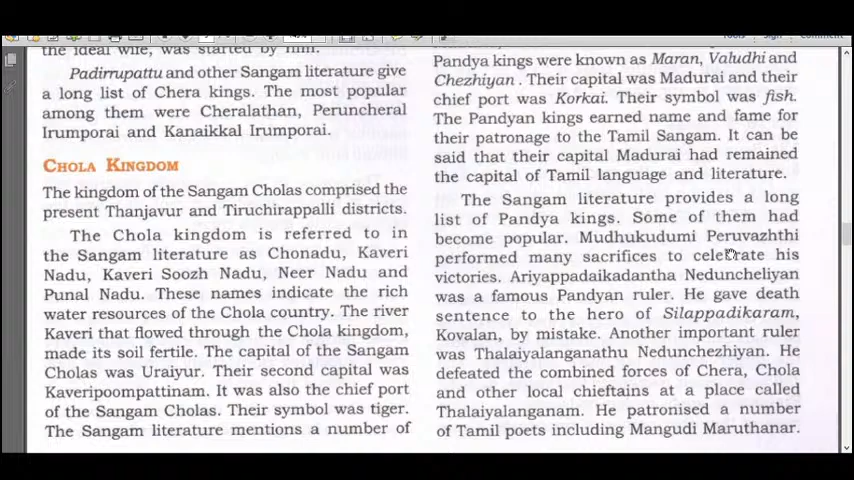 the ideal wife, was started by him.
Padirrupattu and other Sangam literature give
a long list of Chera kings. The most popular
among them were Cheralathan, Peruncheral
Irumporai and Kanaikkal Irumporai.
CHOLA KINGDOM
The kingdom of the Sangam Cholas comprised the
present Thanjavur and Tiruchirappalli districts.
The Chola kingdom is referred to in
the Sangam literature as Chonadu, Kaveri
Nadu, Kaveri Soozh Nadu, Neer Nadu and
Punal Nadu. These names indicate the rich
water resources of the Chola country. The river
Kaveri that flowed through the Chola kingdom,
made its soil fertile. The capital of the Sangam
Cholas was Uraiyur. Their second capital was
Kaveripoompattinam. It was also the chief port
of the Sangam Cholas. Their symbol was tiger.
The Sangam literature mentions a number of
Pandya kings were known as Maran, Valudhi and
Chezhiyan . Their capital was Madurai and their
chief port was Korkai. Their symbol was fish.
The Pandyan kings earned name and fame for
their patronage to the Tamil Sangam. It can be
said that their capital Madurai had remained
the capital of Tamil language and literature.
The Sangam literature provides a long
list of Pandya kings. Some of them had
become popular. Mudhukudumi Peruvazhthi
performed many sacrifices to celebrate his
victories. Ariyappadaikadantha Neduncheliyan
was a famous Pandyan ruler. He gave death
sentence to the hero of Silappadikaram,
Kovalan, by mistake. Another important ruler
was Thalaiyalanganathu Nedunchezhiyan. He
defeated the combined forces of Chera, Chola
and other local chieftains at a place called
Thalaiyalanganam. He patronised a number
of Tamil poets including Mangudi Maruthanar.